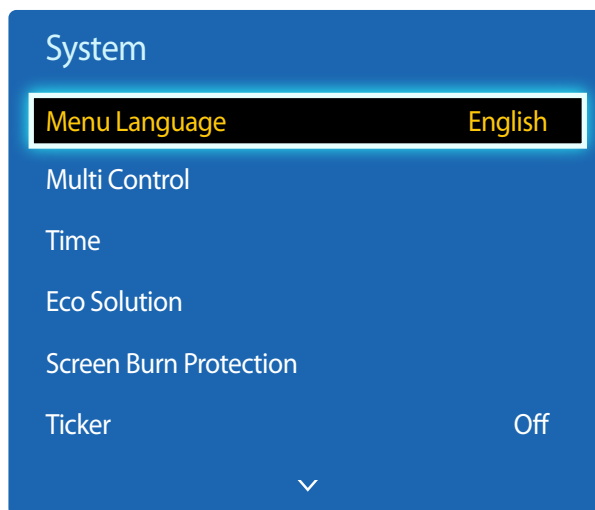 System
Menu Language English
Multi Control
Time
Eco Solution
Screen Burn Protection
Ticker Off